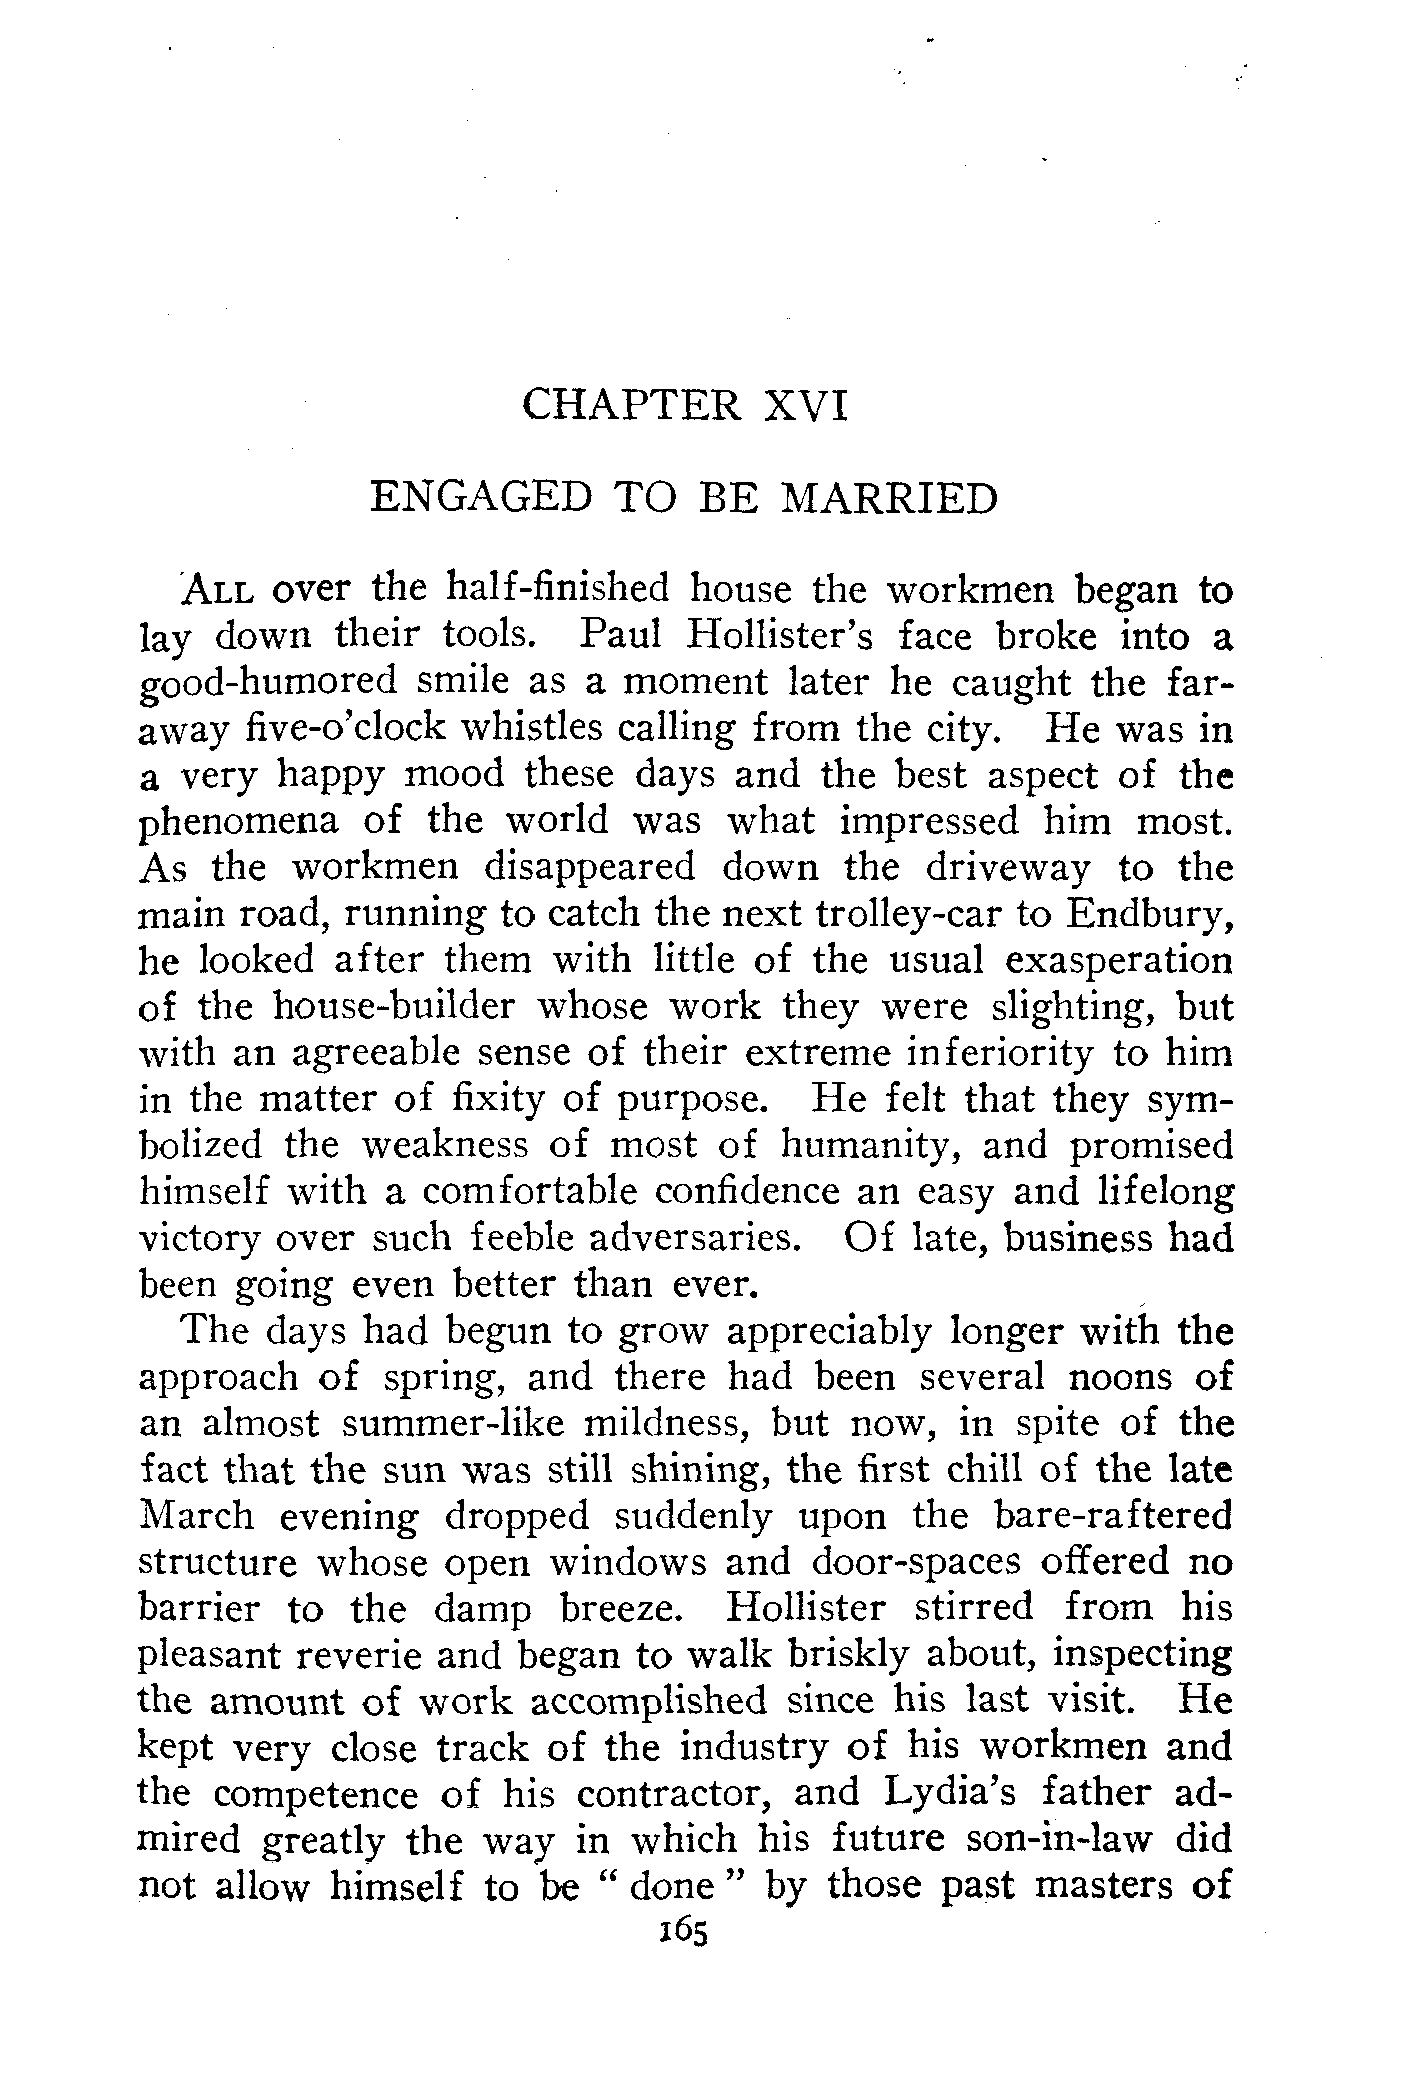 CHAPTER XVI
ENGAGED TO BE MARRIED
ALL over the half-finished house the workmen began to
lay down their tools. Paul Hollister's face broke into a
good-humored smile as a moment later he caught the far-
away five-o'clock whistles calling from the city. He was in
a very happy mood these days and the best aspect of the
phenomena of the world was what impressed him most.
As the workmen disappeared down the driveway to the
main road, running to catch the next trolley-car to Endbury,
he looked after them with little of the usual exasperation
of the house-builder whose work they were slighting, but
with an agreeable sense of their extreme inferiority to him
in the matter of fixity of purpose. He felt that they sym-
bolized the weakness of most of humanity, and promised
himself with a comfortable confidence an easy and lifelong
victory over such feeble adversaries. Of late, business had
been going even better than ever.
The days had begun to grow appreciably longer with the
approach of spring, and there had been several noons of
an almost summer-like mildness, but now, in spite of the
fact that the sun was still shining, the first chill of the late
March evening dropped suddenly upon the bare-raftered
structure whose open windows and door-spaces offered no
barrier to the damp breeze. Hollister stirred from his
pleasant reverie and began to walk briskly about, inspecting
the amount of work accomplished since his last visit. He
kept very close track of the industry of his workmen and
the competence of his contractor, and Lydia's father ad-
mired greatly the way in which his future son-in-law did
not allow himself to be " done " by those past masters of
165